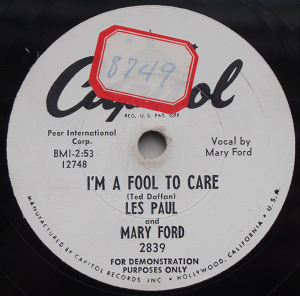 8749
Capitol
REG. U.S. PAT. OFF.
Peer International
Corp.
BMI-2:53
12748
Vocal by
Mary Ford
I'M A FOOL TO CARE
(Ted Daffan)
LES PAUL
and
MARY FORD
2839
FOR DEMONSTRATION
PURPOSES ONLY
MANUFACTURED BY CAPITOL RECORDS INC • HOLLYWOOD, CALIFORNIA • U.S.A.